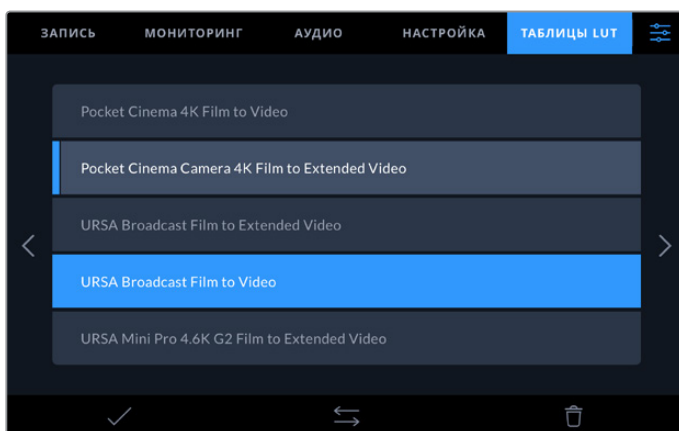 ЗАПИСЬ МОНИТОРИНГ АУДИО НАСТРОЙКА ТАБЛИЦЫ LUT
Pocket Cinema 4K Film to Video
Pocket Cinema Camera 4K Film to Extended Video
URSA Broadcast Film to Extended Video
URSA Broadcast Film to Video
URSA Mini Pro 4.6K G2 Film to Extended Video